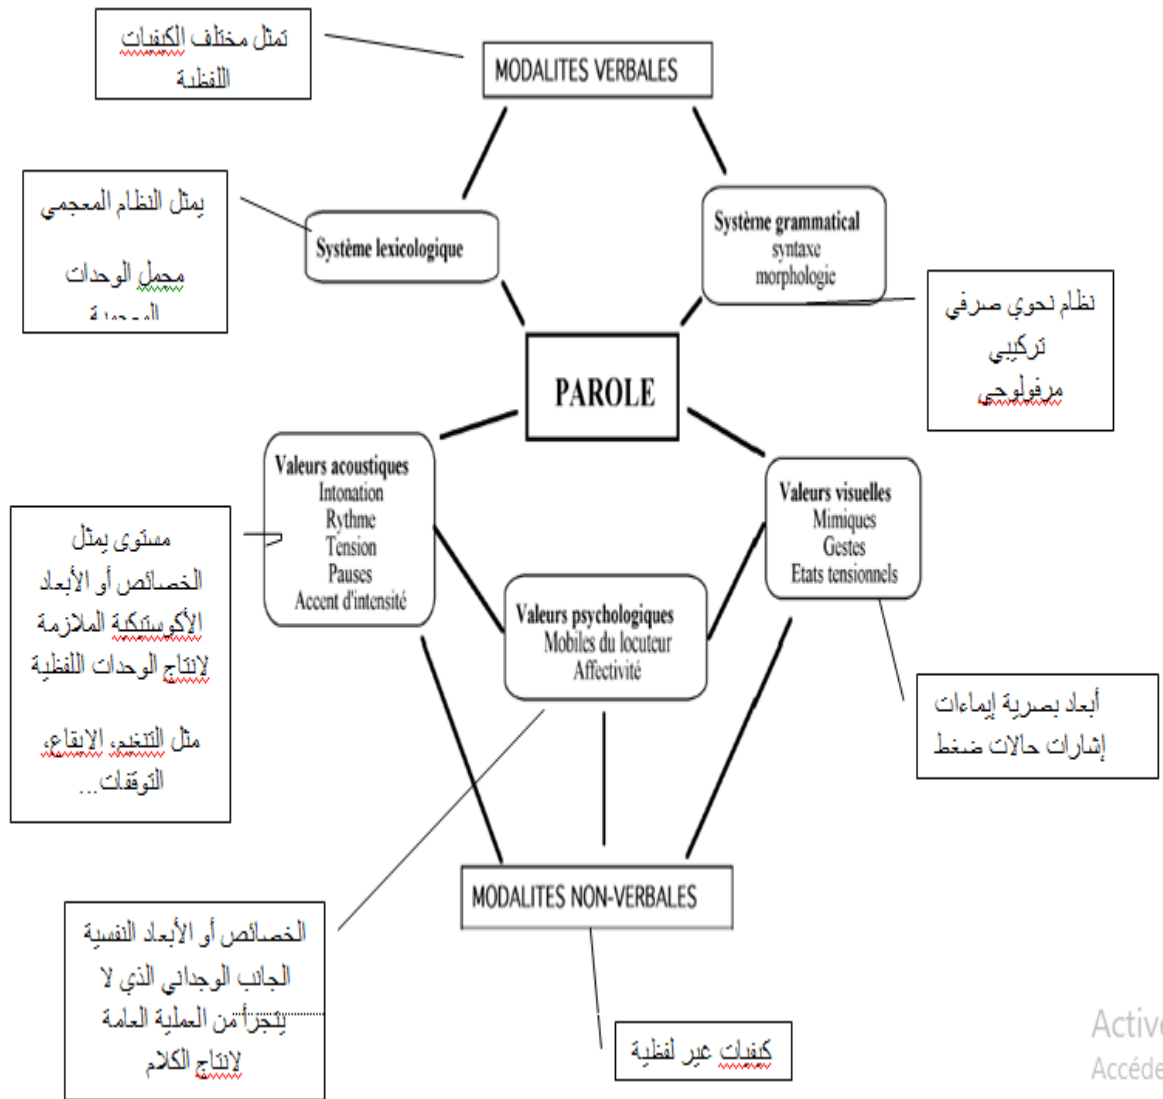 تمثل مختلف الكيفيات
اللفظية
MODALITES VERBALES
يمثل النظام المعجمي
مجمل الوحدات
Système lexicologique
Système grammatical
syntaxe
morphologie
نظام نحوي صرفي
تركيبي
مرفولوجي
PAROLE
Valeurs acoustiques
Intonation
Rythme
Tension
Pauses
Accent d'intensité
Valeurs visuelles
Mimiques
Gestes
Etats tensionnels
مستوى يمثل
الخصائص أو الأبعاد
الأكوستيكية الملازمة
لإنتاج الوحدات اللفظية
مثل التنغيم، الايقاع،
التوقفات...
Valeurs psychologiques
Mobiles du locuteur
Affectivité
أبعاد بصرية إيماءات
إشارات حالات ضغط
MODALITES NON-VERBALES
الخصائص أو الأبعاد النفسية
الجانب الوجداني الذي لا
يتجزأ من العملية العامة
لإنتاج الكلام
كيفيات غير لفظية
Active
Accéde